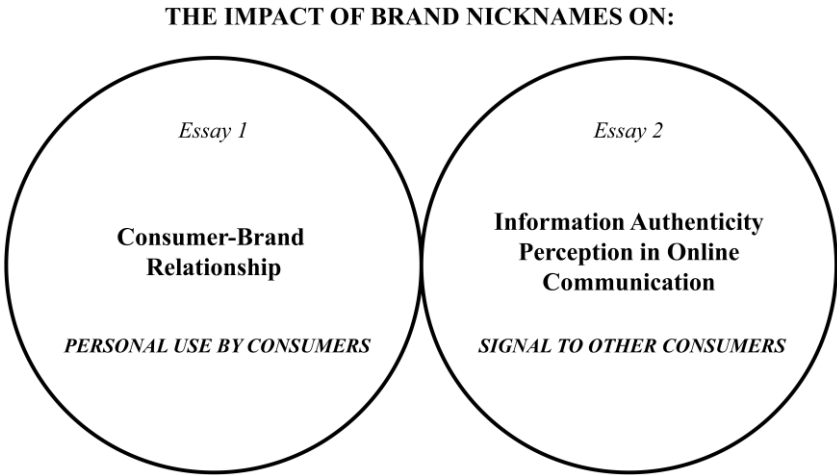 THE IMPACT OF BRAND NICKNAMES ON:
Essay 1
Consumer-Brand
Relationship
PERSONAL USE BY CONSUMERS
Essay 2
Information Authenticity
Perception in Online
Communication
SIGNAL TO OTHER CONSUMERS